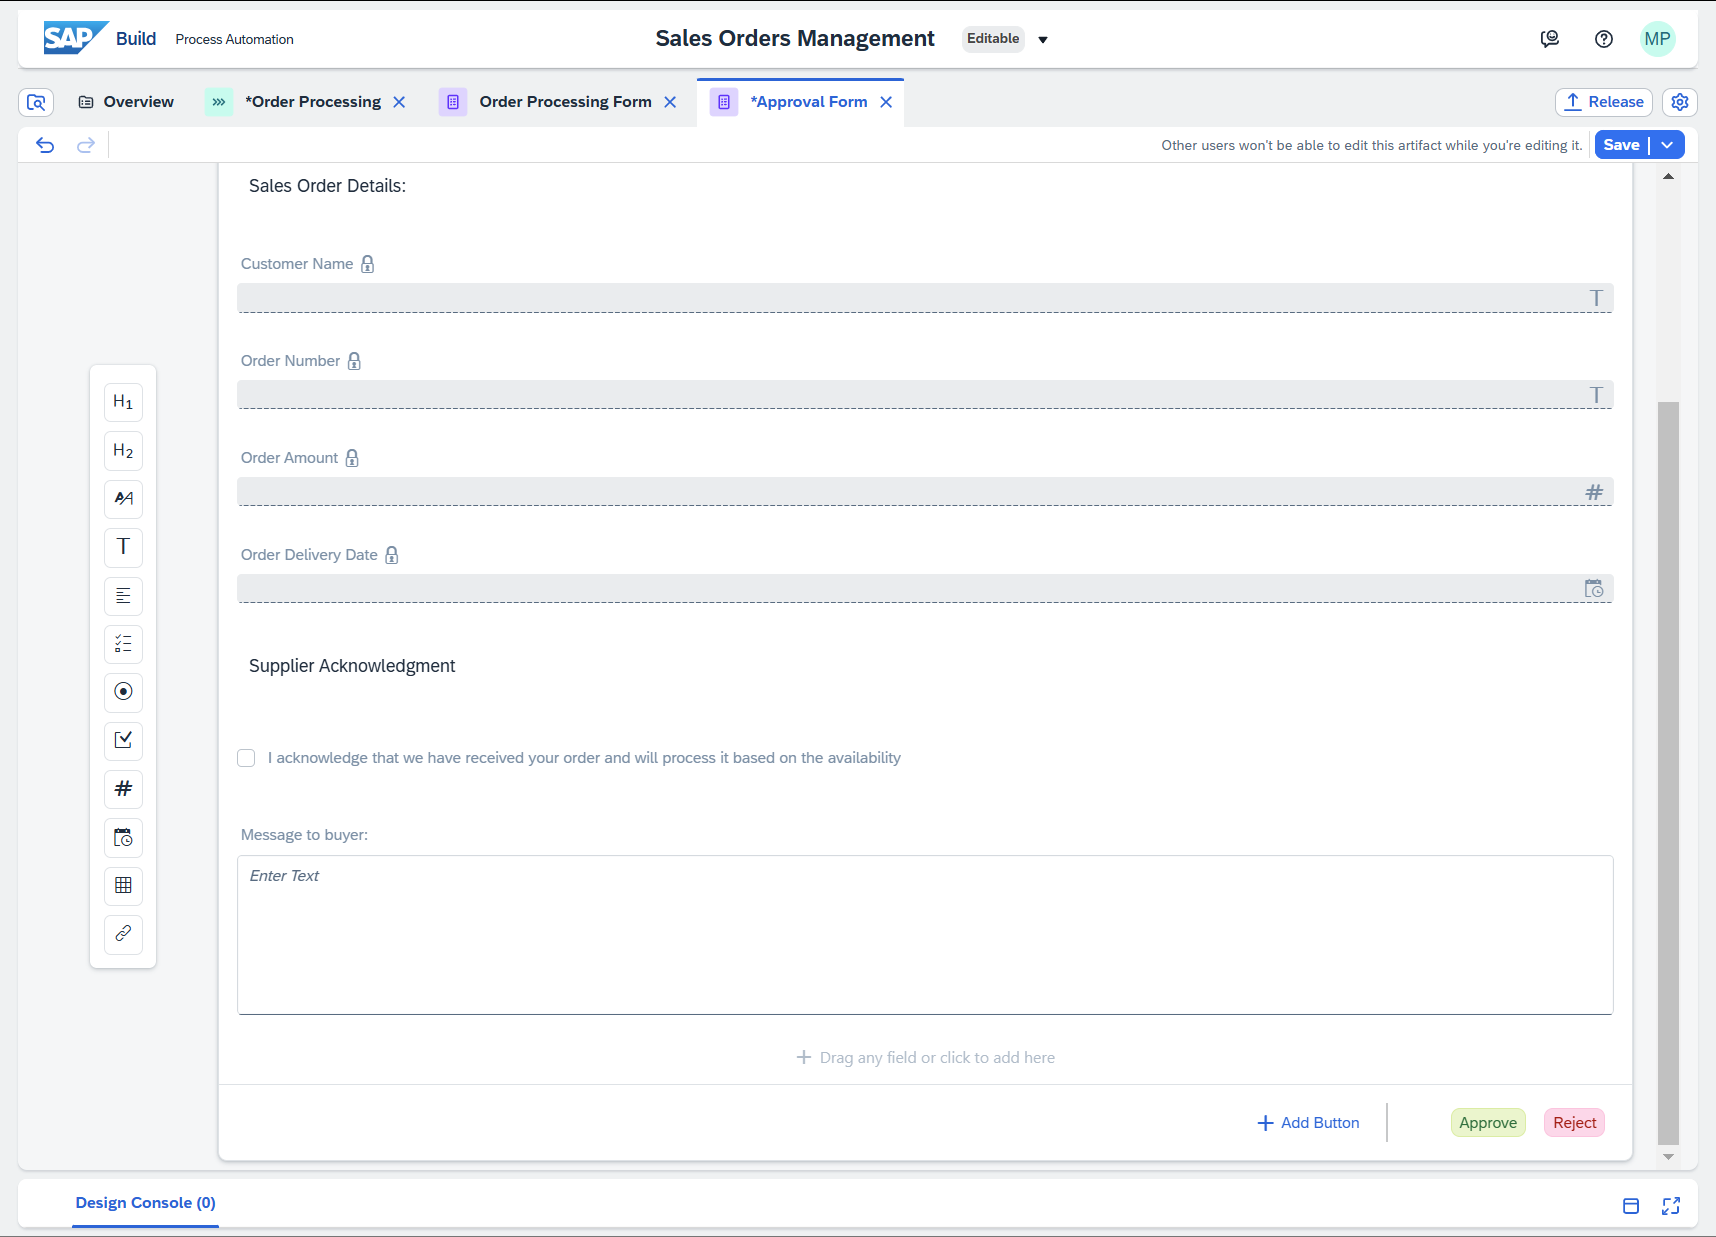 SAP Build Process Automation
Sales Orders Management Editable
MP
Overview
*Order Processing
Order Processing Form
*Approval Form
Release
Other users won't be able to edit this artifact while you're editing it.
Save
Sales Order Details:
Customer Name
T
Order Number
T
Order Amount
#
Order Delivery Date
H1
H2
AA
T
#
Supplier Acknowledgment
I acknowledge that we have received your order and will process it based on the availability
Message to buyer:
Enter Text
+ Drag any field or click to add here
+ Add Button
Approve
Reject
Design Console (0)